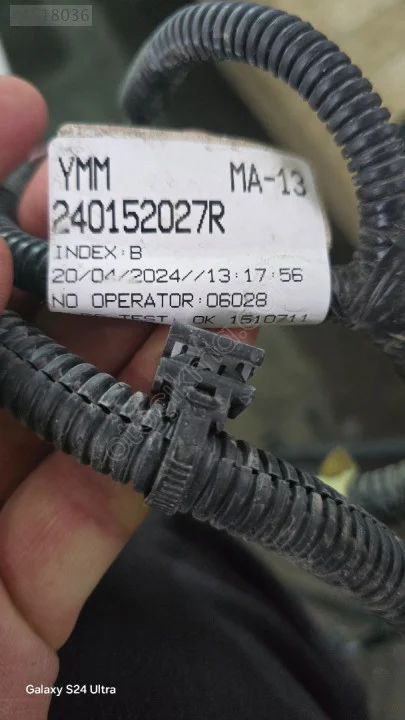 YMM MA-13
240152027R
INDEX:B
20/04/2024//13:17:56
NO OPERATOR:06028
TEST OK 1510711
Galaxy S24 Ultra